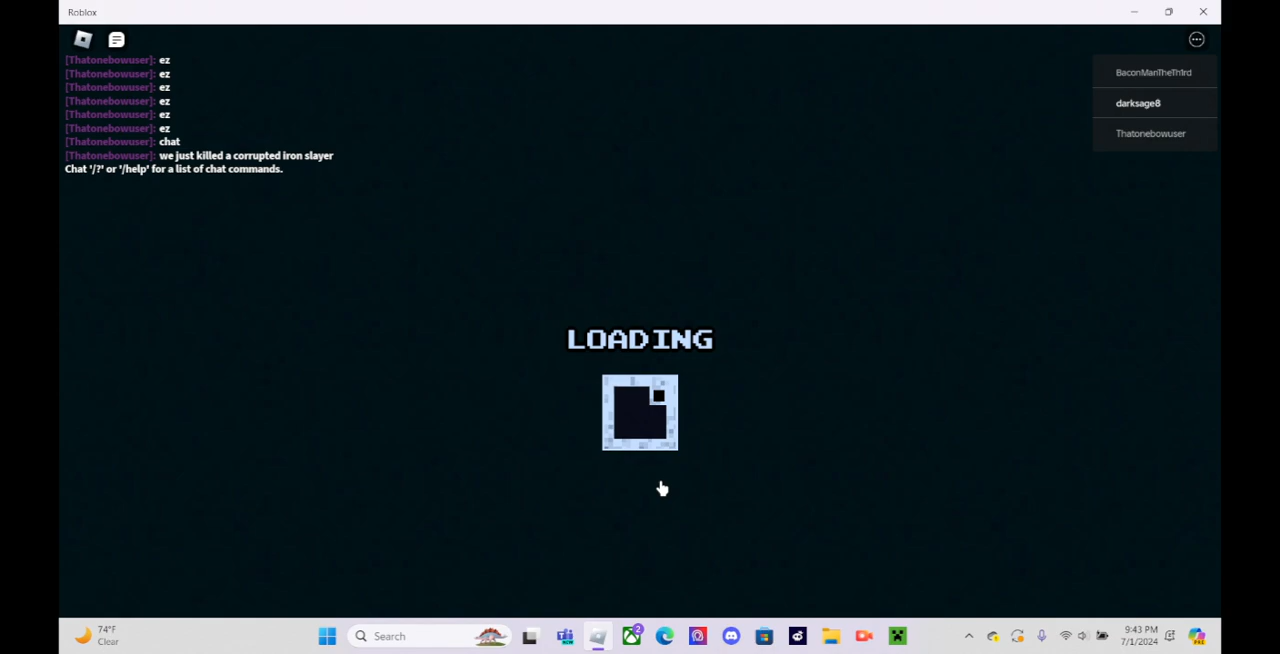 Roblox
[Thatonebowuser]: ez
[Thatonebowuser]: ez
[Thatonebowuser]: ez
[Thatonebowuser]: ez
[Thatonebowuser]: ez
[Thatonebowuser]: ez
[Thatonebowuser]: chat
[Thatonebowuser]: we just killed a corrupted iron slayer
Chat '/?' or '/help' for a list of chat commands.
BaconManTheTh1rd
darksage8
Thatonebowuser
LOADING
74°F
Clear
Search
2
9:43 PM
7/1/2024